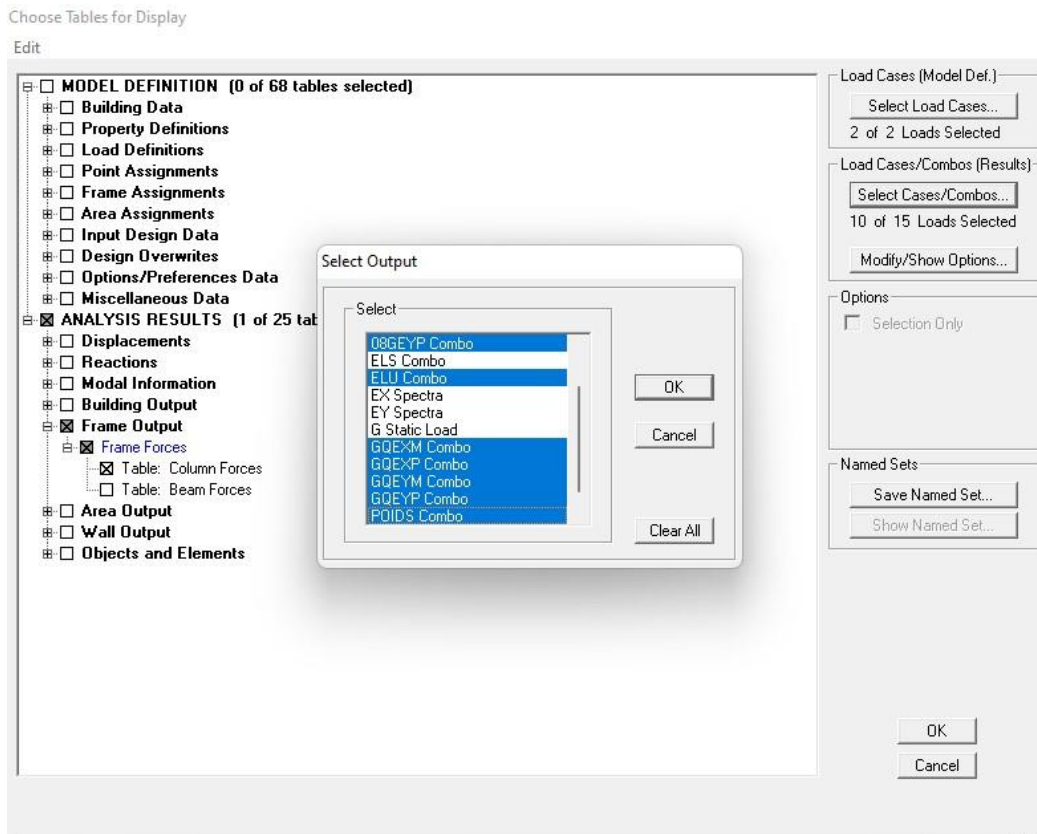 Choose Tables for Display
Edit
MODEL DEFINITION (0 of 68 tables selected)
Building Data
Property Definitions
Load Definitions
Point Assignments
Frame Assignments
Area Assignments
Input Design Data
Design Overwrites
Options/Preferences Data
Miscellaneous Data
ANALYSIS RESULTS (1 of 25 tab
Displacements
Reactions
Modal Information
Building Output
Frame Output
Frame Forces
Table: Column Forces
Table: Beam Forces
Area Output
Wall Output
Objects and Elements
Select Output
Select
08GEYP Combo
ELS Combo
ELU Combo
EX Spectra
EY Spectra
G Static Load
GQEXM Combo
GQEXP Combo
GQEYM Combo
GQEYP Combo
POIDS Combo
OK
Cancel
Clear All
Load Cases (Model Def.)
Select Load Cases...
2 of 2 Loads Selected
Load Cases/Combos (Results)
Select Cases/Combos...
10 of 15 Loads Selected
Modify/Show Options...
Options
Selection Only
Named Sets
Save Named Set...
Show Named Set...
OK
Cancel